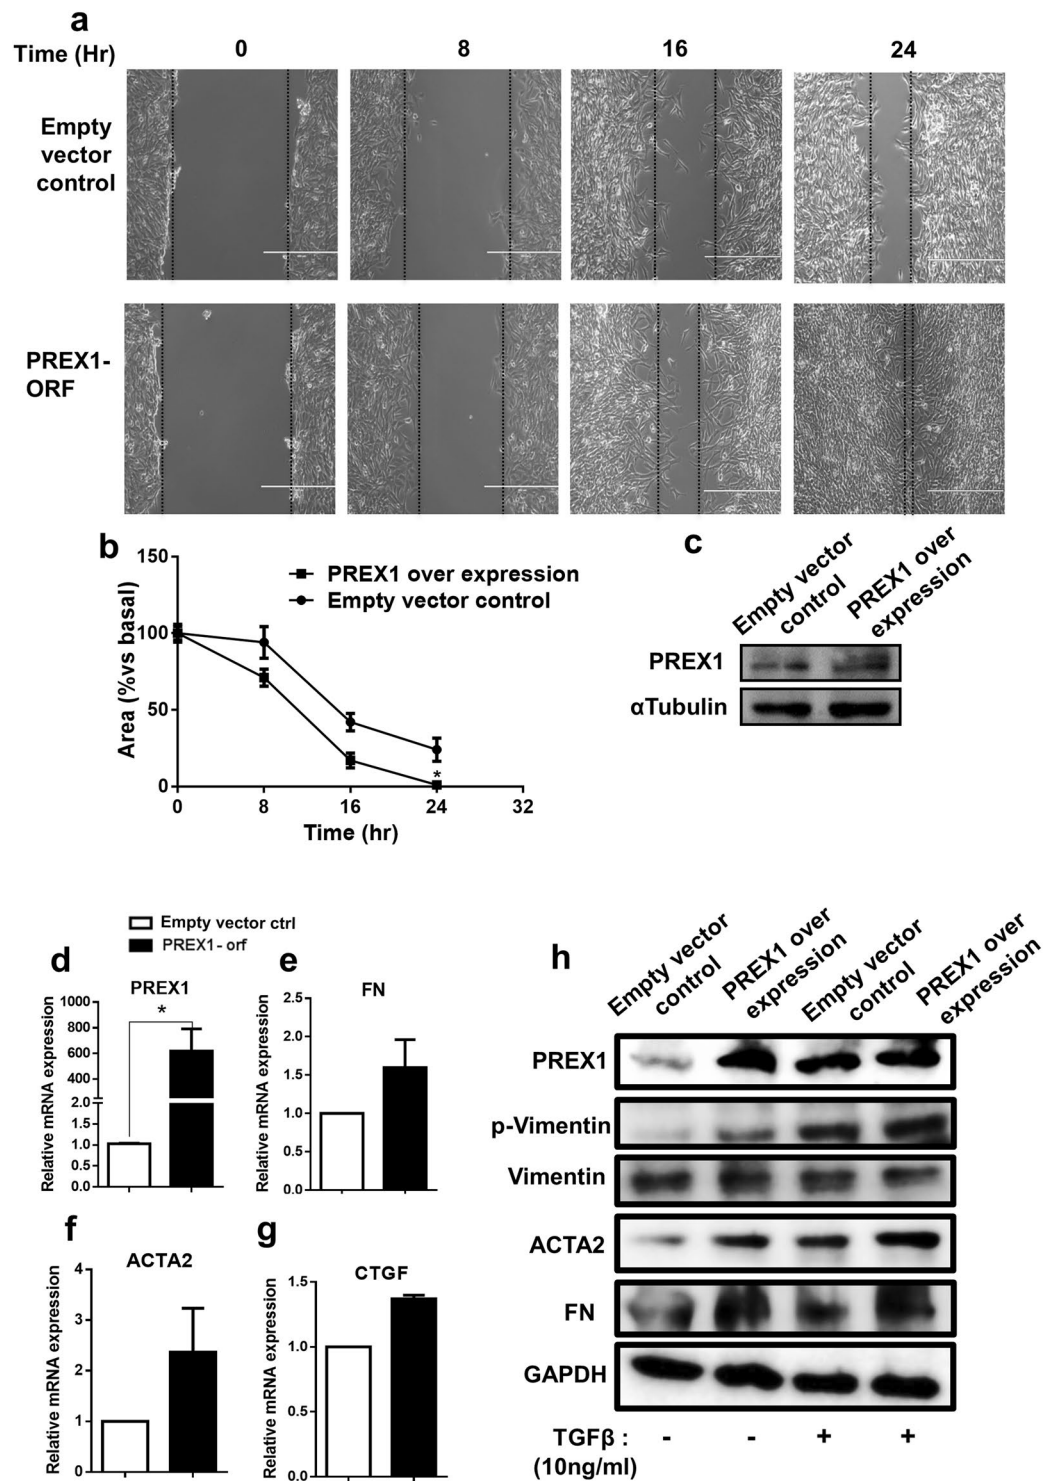 a
Time (Hr)
0
8
16
24
Empty
vector
control
PREX1-
ORF
b
150
100
50
0
Area (%vs basal)
PREX1 over expression
Empty vector control
*
0
8
16
24
32
Time (hr)
c
Empty vector
control
PREX1 over
expression
PREX1
αTubulin
Empty vector ctrl
PREX1- orf
d
PREX1
Relative mRNA expression
1000
800
600
400
2.0
1.5
1.0
0.5
0.0
*
e
FN
Relative mRNA expression
2.5
2.0
1.5
1.0
0.5
0.0
f
ACTA2
Relative mRNA expression
4
3
2
1
0
g
CTGF
Relative mRNA expression
1.5
1.0
0.5
0.0
h
Empty vector
control
PREX1 over
expression
Empty vector
control
PREX1 over
expression
PREX1
p-Vimentin
Vimentin
ACTA2
FN
GAPDH
TGFβ : - - + +
(10ng/ml)